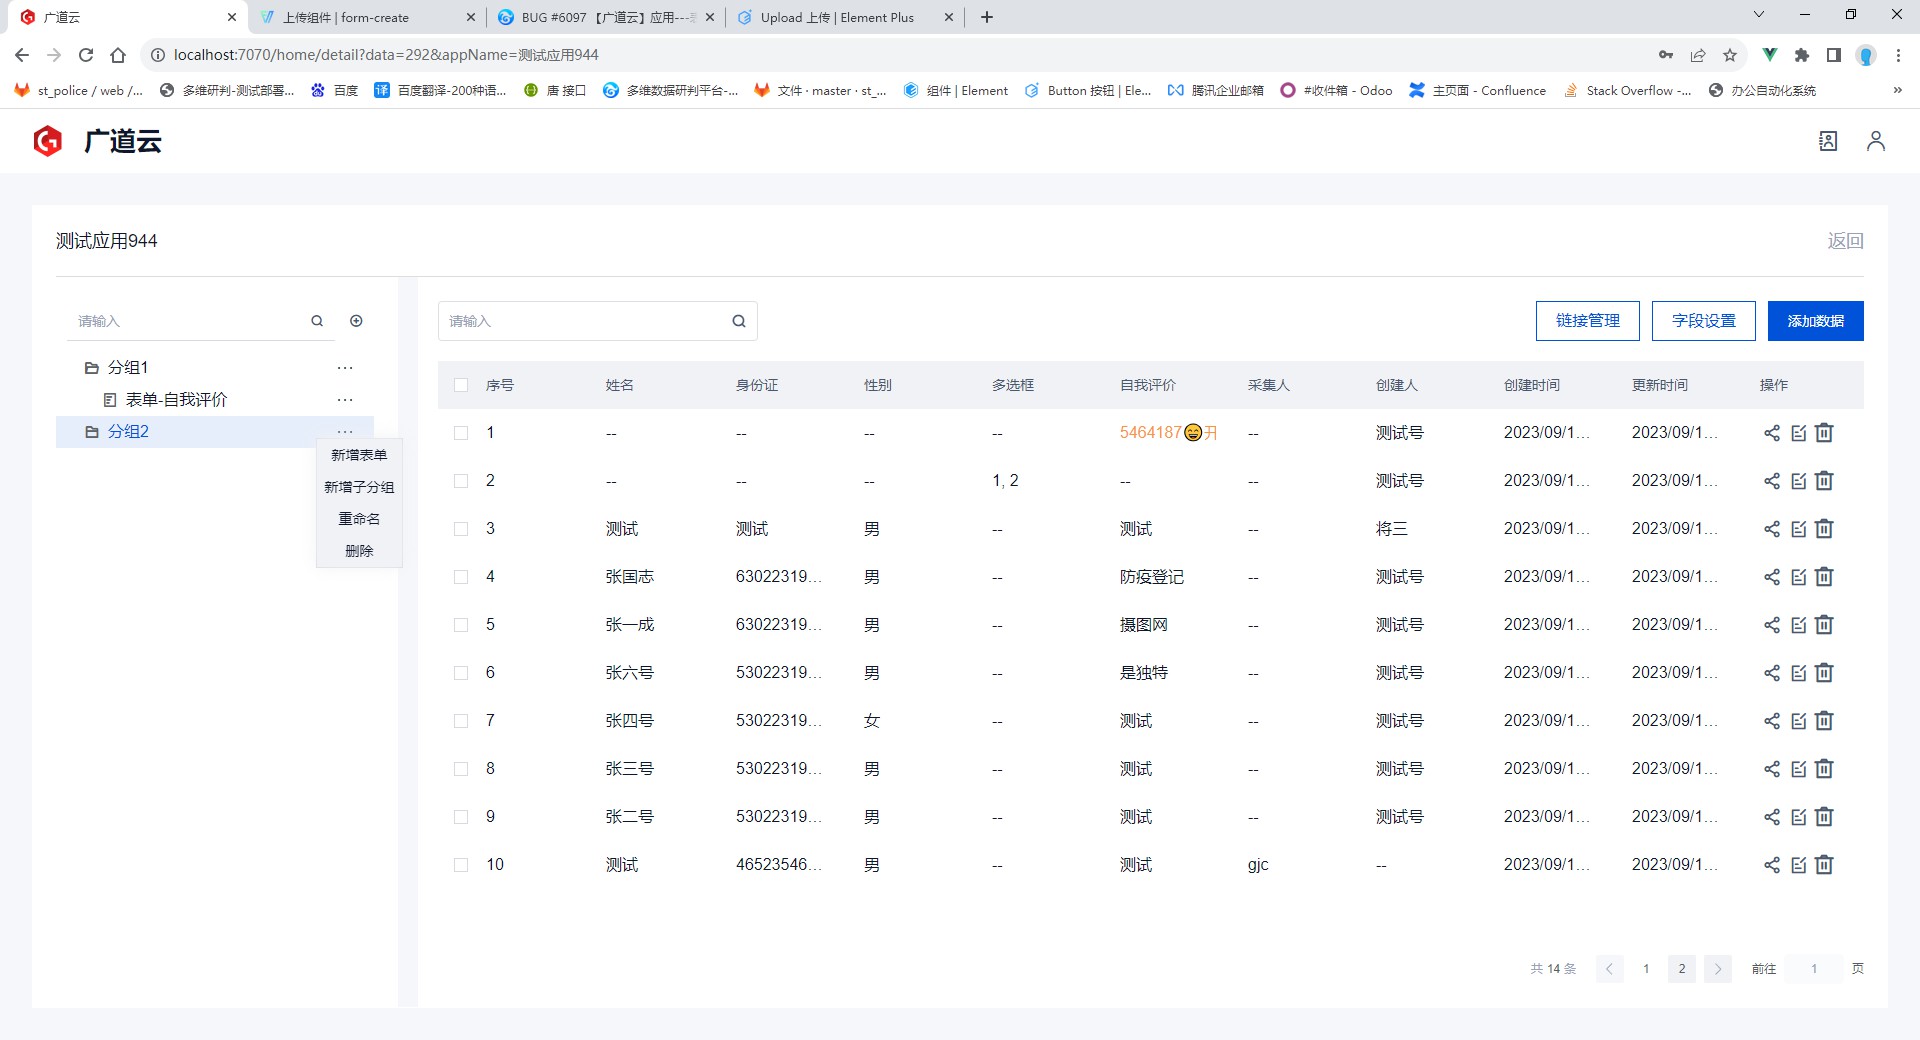 广道云
上传组件 | form-create
BUG #6097 【广道云】应用---
Upload 上传 | Element Plus
localhost:7070/home/detail?data=292&appName=测试应用944
st_police / web /...
多维研判-测试部署...
百度
译 百度翻译-200种语...
唐 接口
多维数据研判平台-...
文件 · master · st_...
组件 | Element
Button 按钮 | Ele...
腾讯企业邮箱
#收件箱 - Odoo
主页面 - Confluence
Stack Overflow -...
办公自动化系统
»
广道云
测试应用944
返回
请输入
分组1
···
表单-自我评价
···
分组2
···
新增表单
新增子分组
重命名
删除
请输入
链接管理 字段设置 添加数据
序号 姓名 身份证 性别 多选框 自我评价 采集人 创建人 创建时间 更新时间 操作
1 -- -- -- -- 5464187😄开 -- 测试号 2023/09/1... 2023/09/1...
2 -- -- -- 1, 2 -- -- 测试号 2023/09/1... 2023/09/1...
3 测试 测试 男 -- 测试 -- 将三 2023/09/1... 2023/09/1...
4 张国志 63022319... 男 -- 防疫登记 -- 测试号 2023/09/1... 2023/09/1...
5 张一成 63022319... 男 -- 摄图网 -- 测试号 2023/09/1... 2023/09/1...
6 张六号 53022319... 男 -- 是独特 -- 测试号 2023/09/1... 2023/09/1...
7 张四号 53022319... 女 -- 测试 -- 测试号 2023/09/1... 2023/09/1...
8 张三号 53022319... 男 -- 测试 -- 测试号 2023/09/1... 2023/09/1...
9 张二号 53022319... 男 -- 测试 -- 测试号 2023/09/1... 2023/09/1...
10 测试 46523546... 男 -- 测试 gjc -- 2023/09/1... 2023/09/1...
共 14 条 1 2 前往 1 页